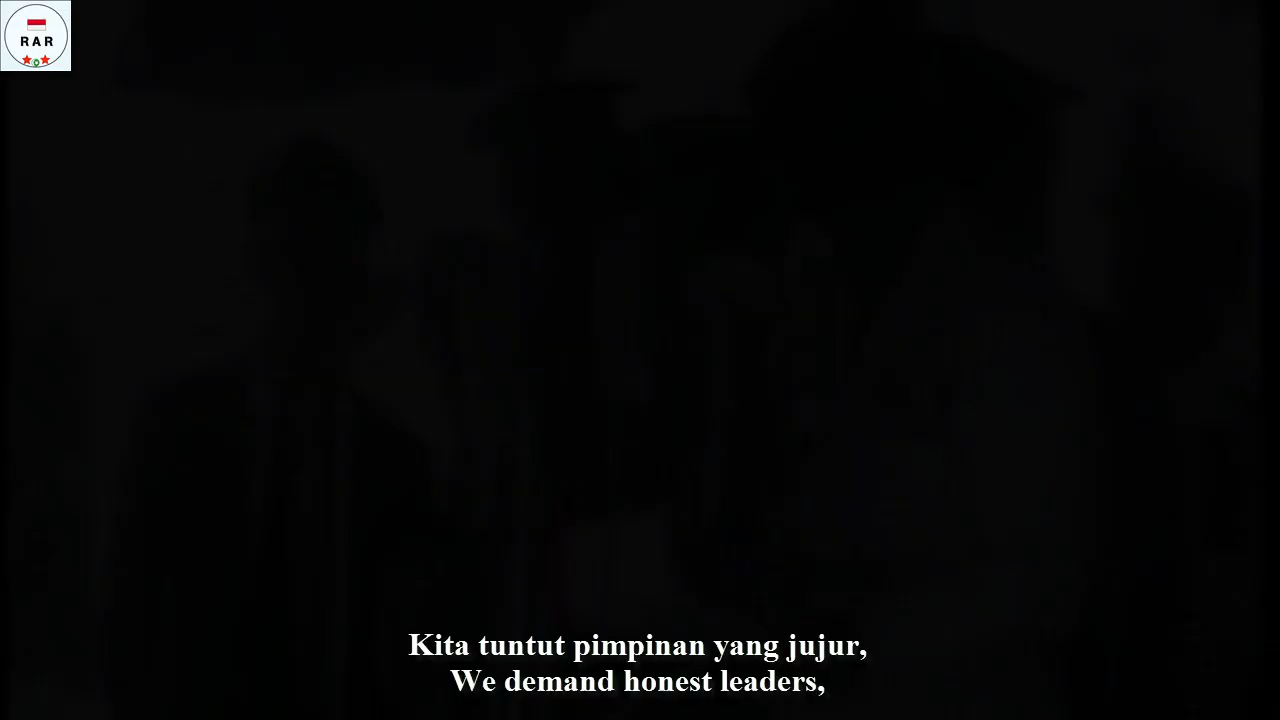 RAR
Kita tuntut pimpinan yang jujur,
We demand honest leaders,